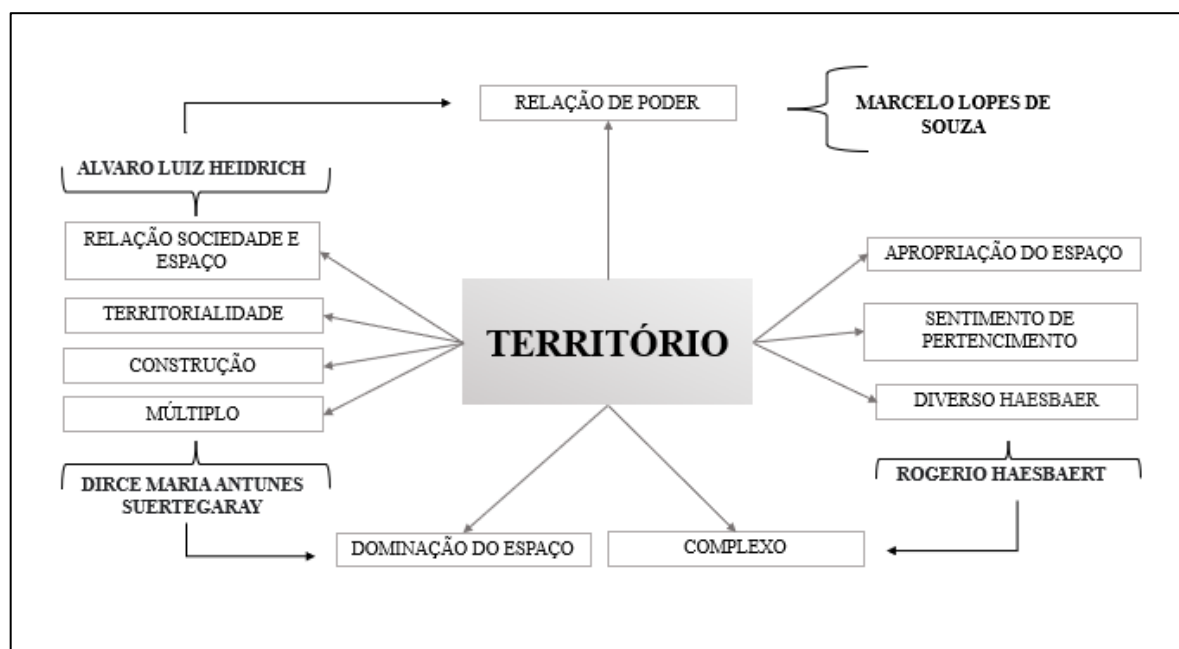 RELAÇÃO DE PODER
MARCELO LOPES DE
SOUZA
ALVARO LUIZ HEIDRICH
RELAÇÃO SOCIEDADE E
ESPAÇO
TERRITORIALIDADE
CONSTRUÇÃO
MÚLTIPLO
DIRCE MARIA ANTUNES
SUERTEGARAY
TERRITÓRIO
APROPRIAÇÃO DO ESPAÇO
SENTIMENTO DE
PERTENCIMENTO
DIVERSO HAESBAER
ROGERIO HAESBAERT
DOMINAÇÃO DO ESPAÇO
COMPLEXO